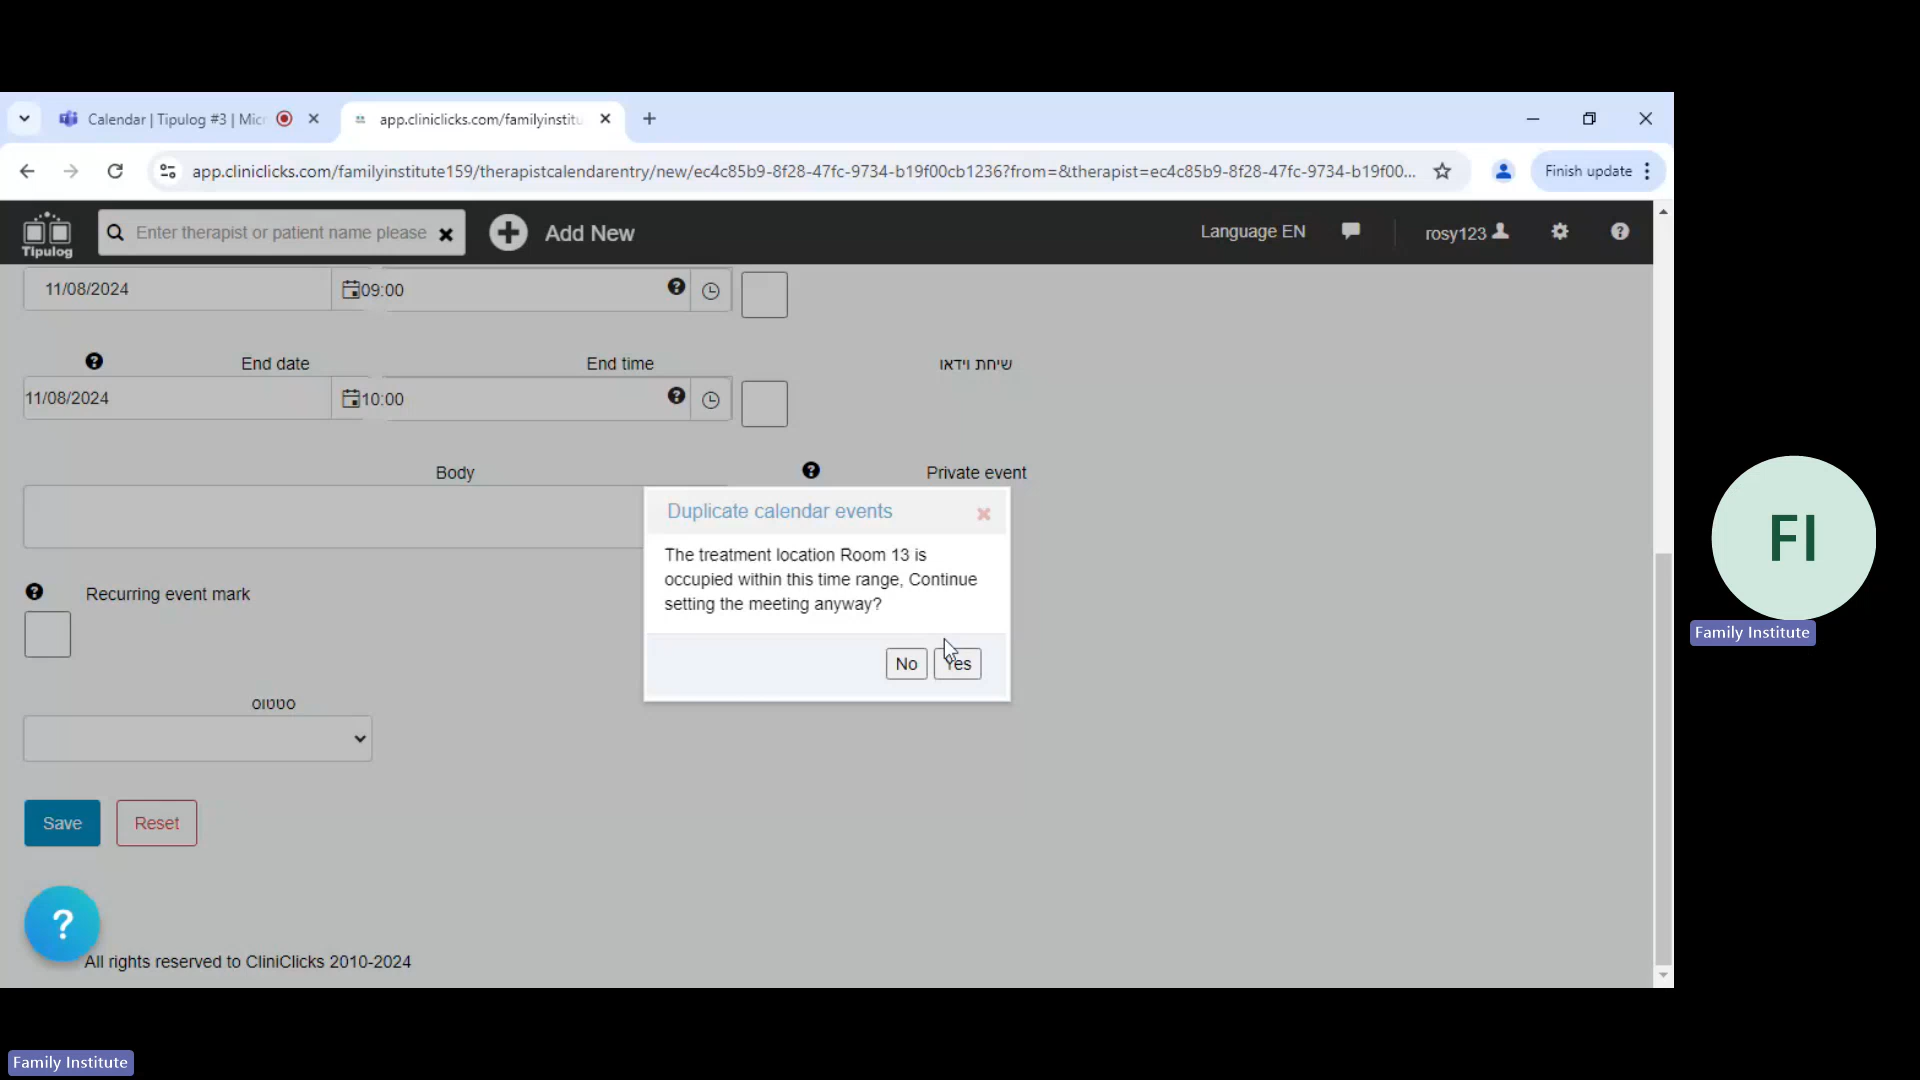 Calendar | Tipulog #3 | Mic
app.cliniclicks.com/familyinstitu
app.cliniclicks.com/familyinstitute159/therapistcalendarentry/new/ec4c85b9-8f28-47fc-9734-b19f00cb1236?from=&therapist=ec4c85b9-8f28-47fc-9734-b19f00...
Finish update
Tipulog
Enter therapist or patient name please
Add New
Language EN
rosy123
11/08/2024
09:00
End date
End time
שיחת וידאו
11/08/2024
10:00
Body
Private event
Duplicate calendar events
The treatment location Room 13 is
occupied within this time range, Continue
setting the meeting anyway?
No
Yes
Recurring event mark
סטטוס
Save
Reset
?
All rights reserved to CliniClicks 2010-2024
FI
Family Institute
Family Institute